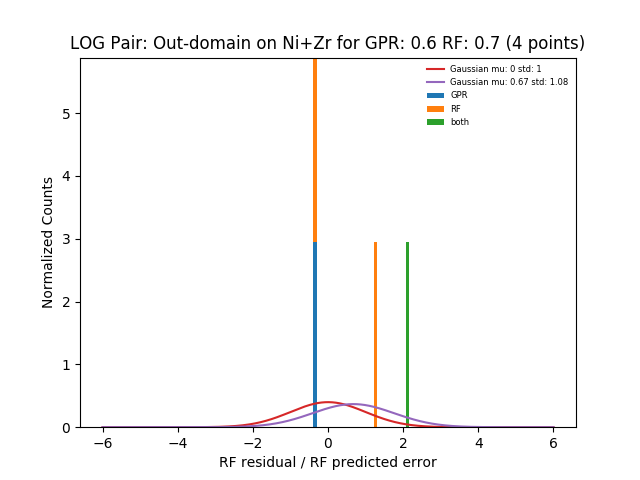 LOG Pair: Out-domain on Ni+Zr for GPR: 0.6 RF: 0.7 (4 points)
Gaussian mu: 0 std: 1
Gaussian mu: 0.67 std: 1.08
GPR
RF
both
Normalized Counts
5
4
3
2
1
0
−6
−4
−2
0
2
4
6
RF residual / RF predicted error